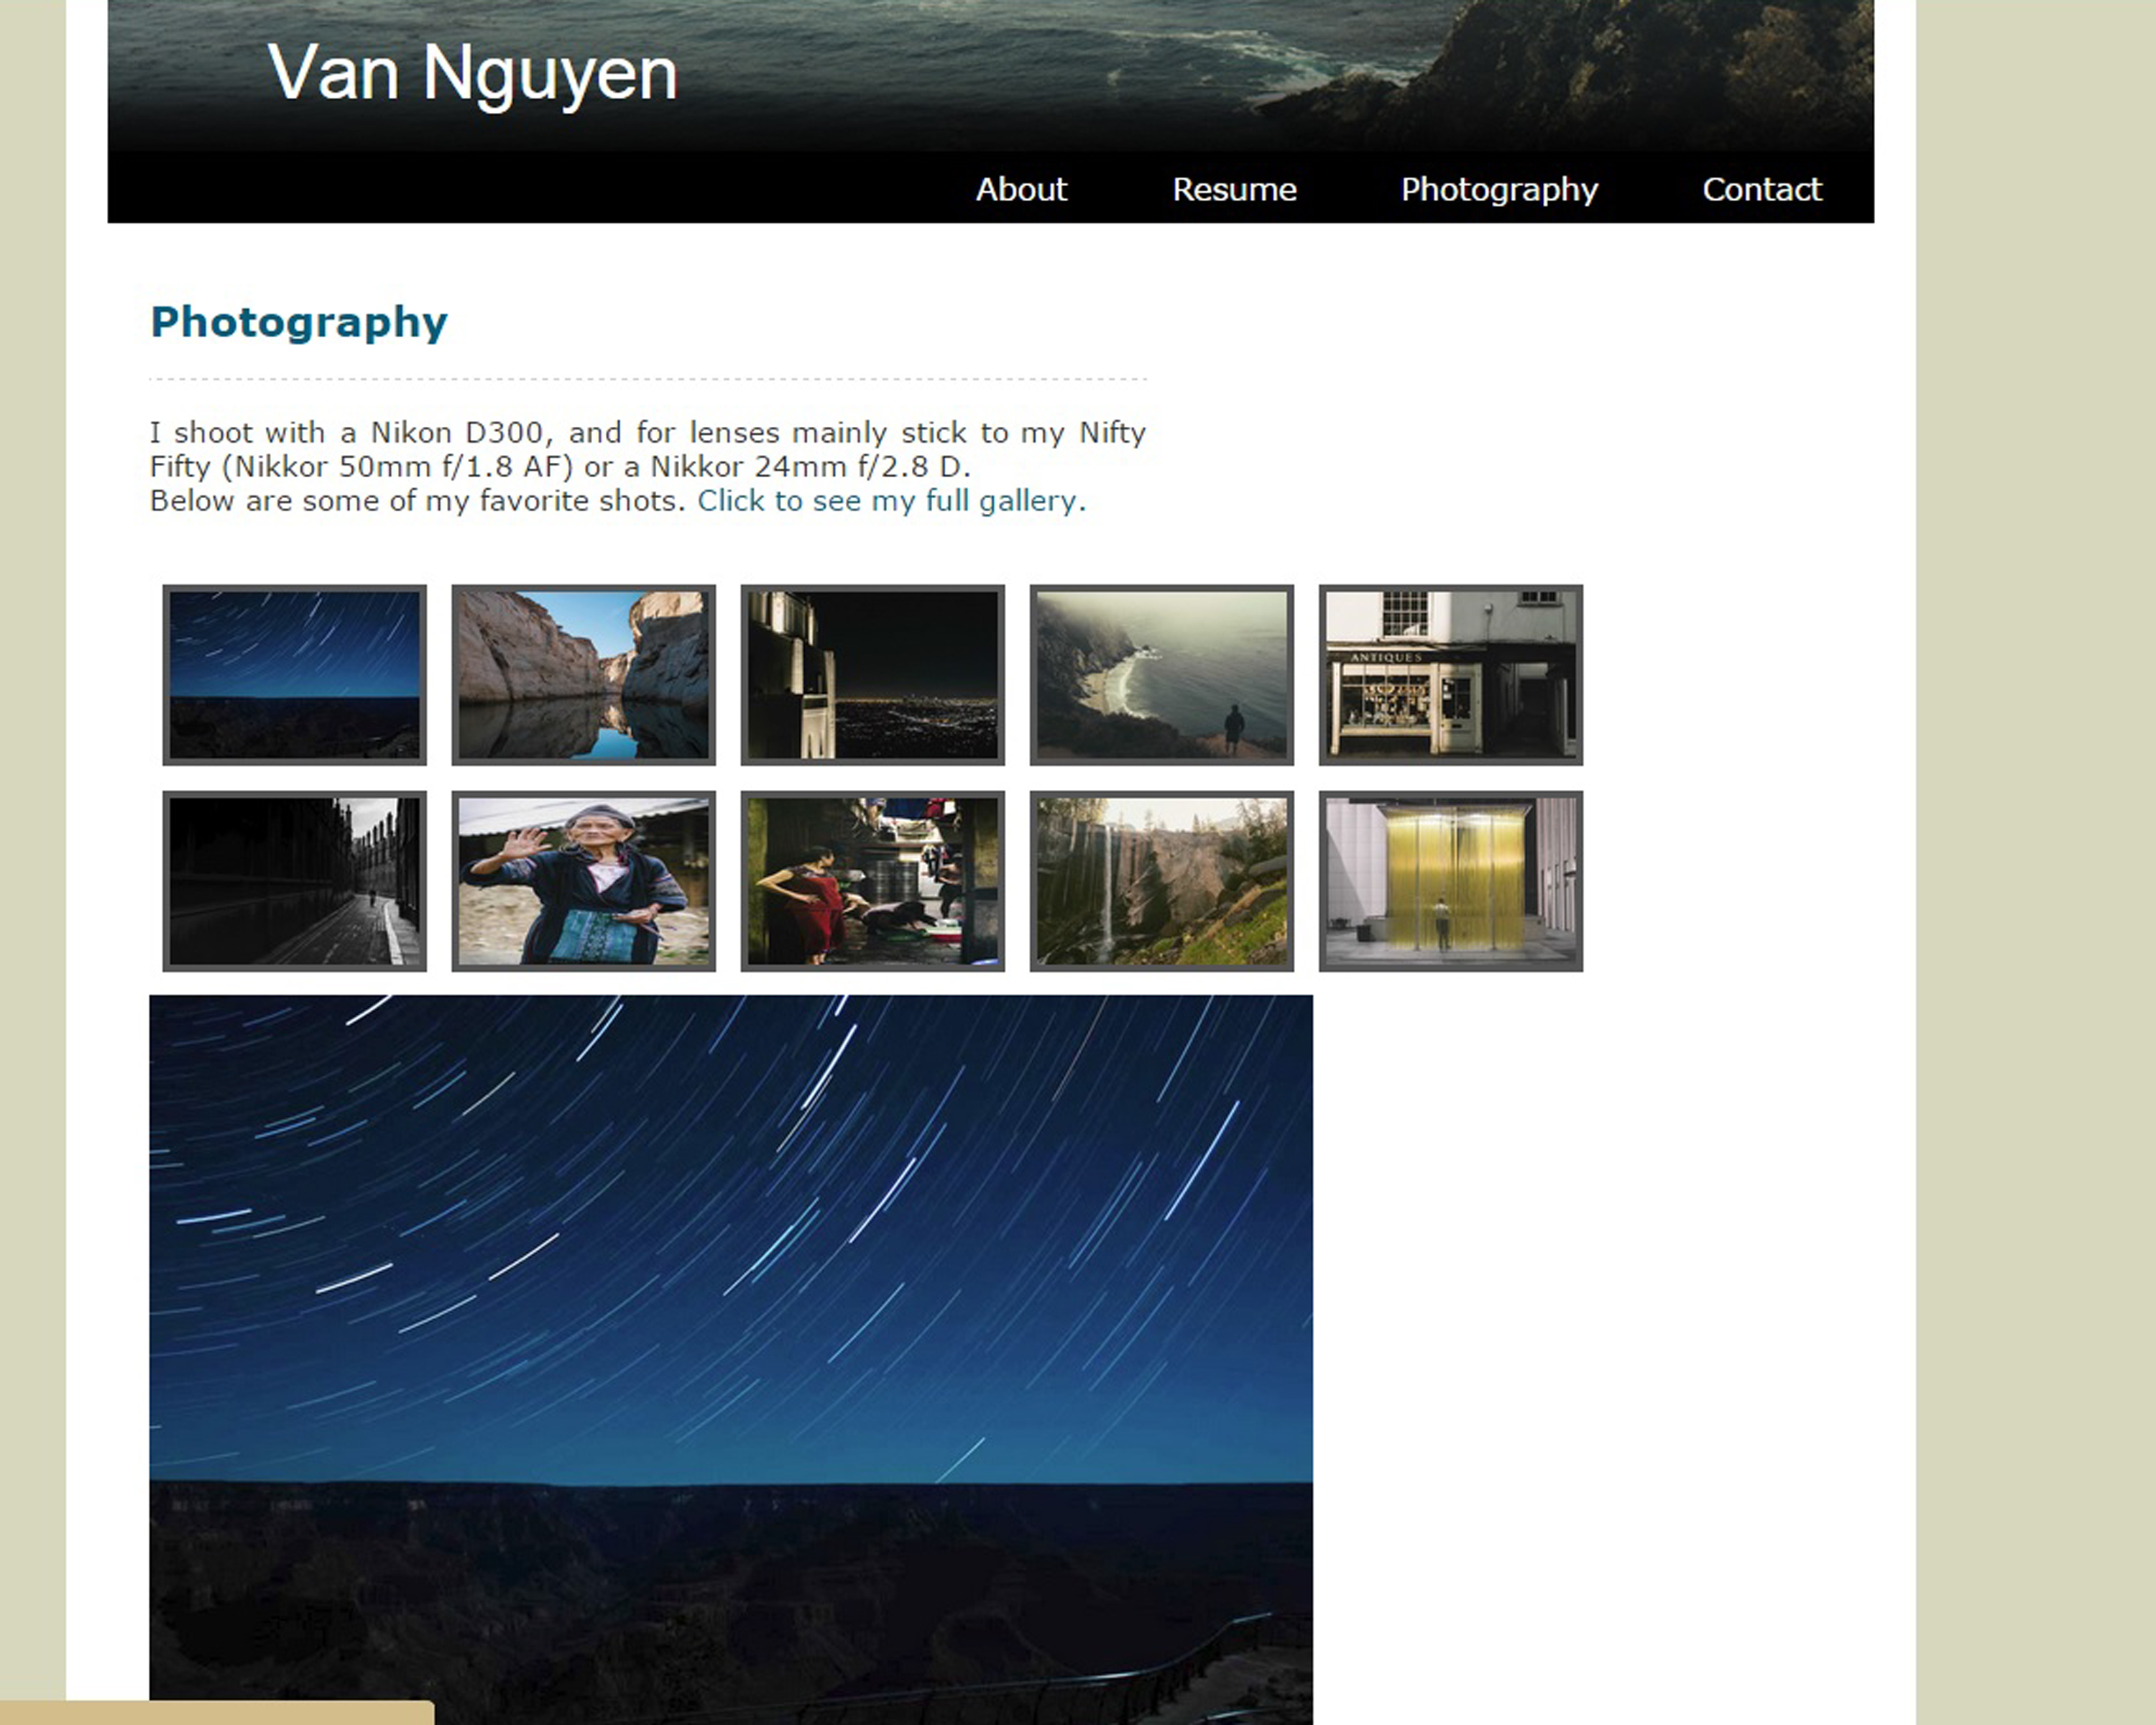 Van Nguyen
About Resume Photography Contact
Photography
I shoot with a Nikon D300, and for lenses mainly stick to my Nifty
Fifty (Nikkor 50mm f/1.8 AF) or a Nikkor 24mm f/2.8 D.
Below are some of my favorite shots. Click to see my full gallery.
ANTIQUES